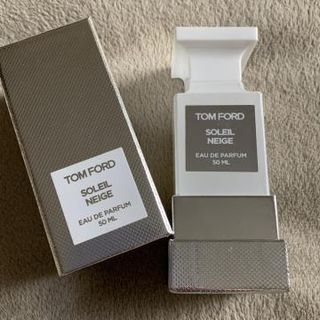 TOM FORD
SOLEIL
NEIGE
EAU DE PARFUM
50 ML
TOM FORD
SOLEIL
NEIGE
EAU DE PARFUM
50 ML